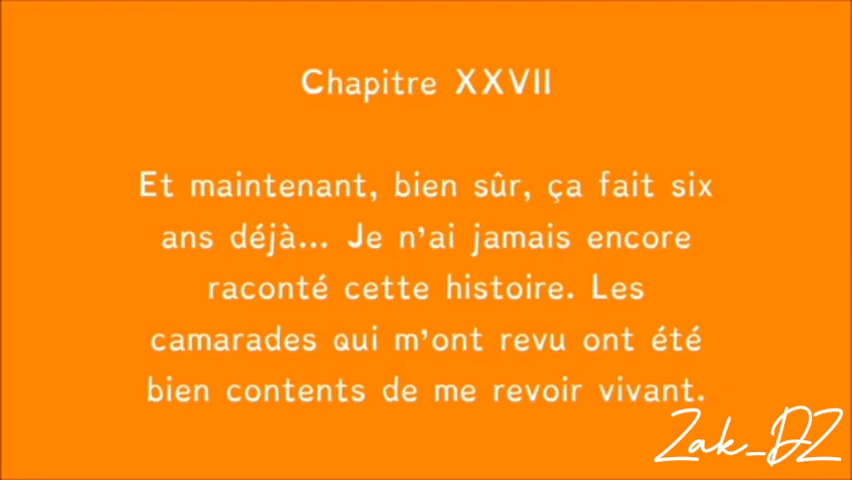 Chapitre XXVII
Et maintenant, bien sûr, ça fait six
ans déjà... Je n'ai jamais encore
raconté cette histoire. Les
camarades qui m'ont revu ont été
bien contents de me revoir vivant.
Zak_DZ